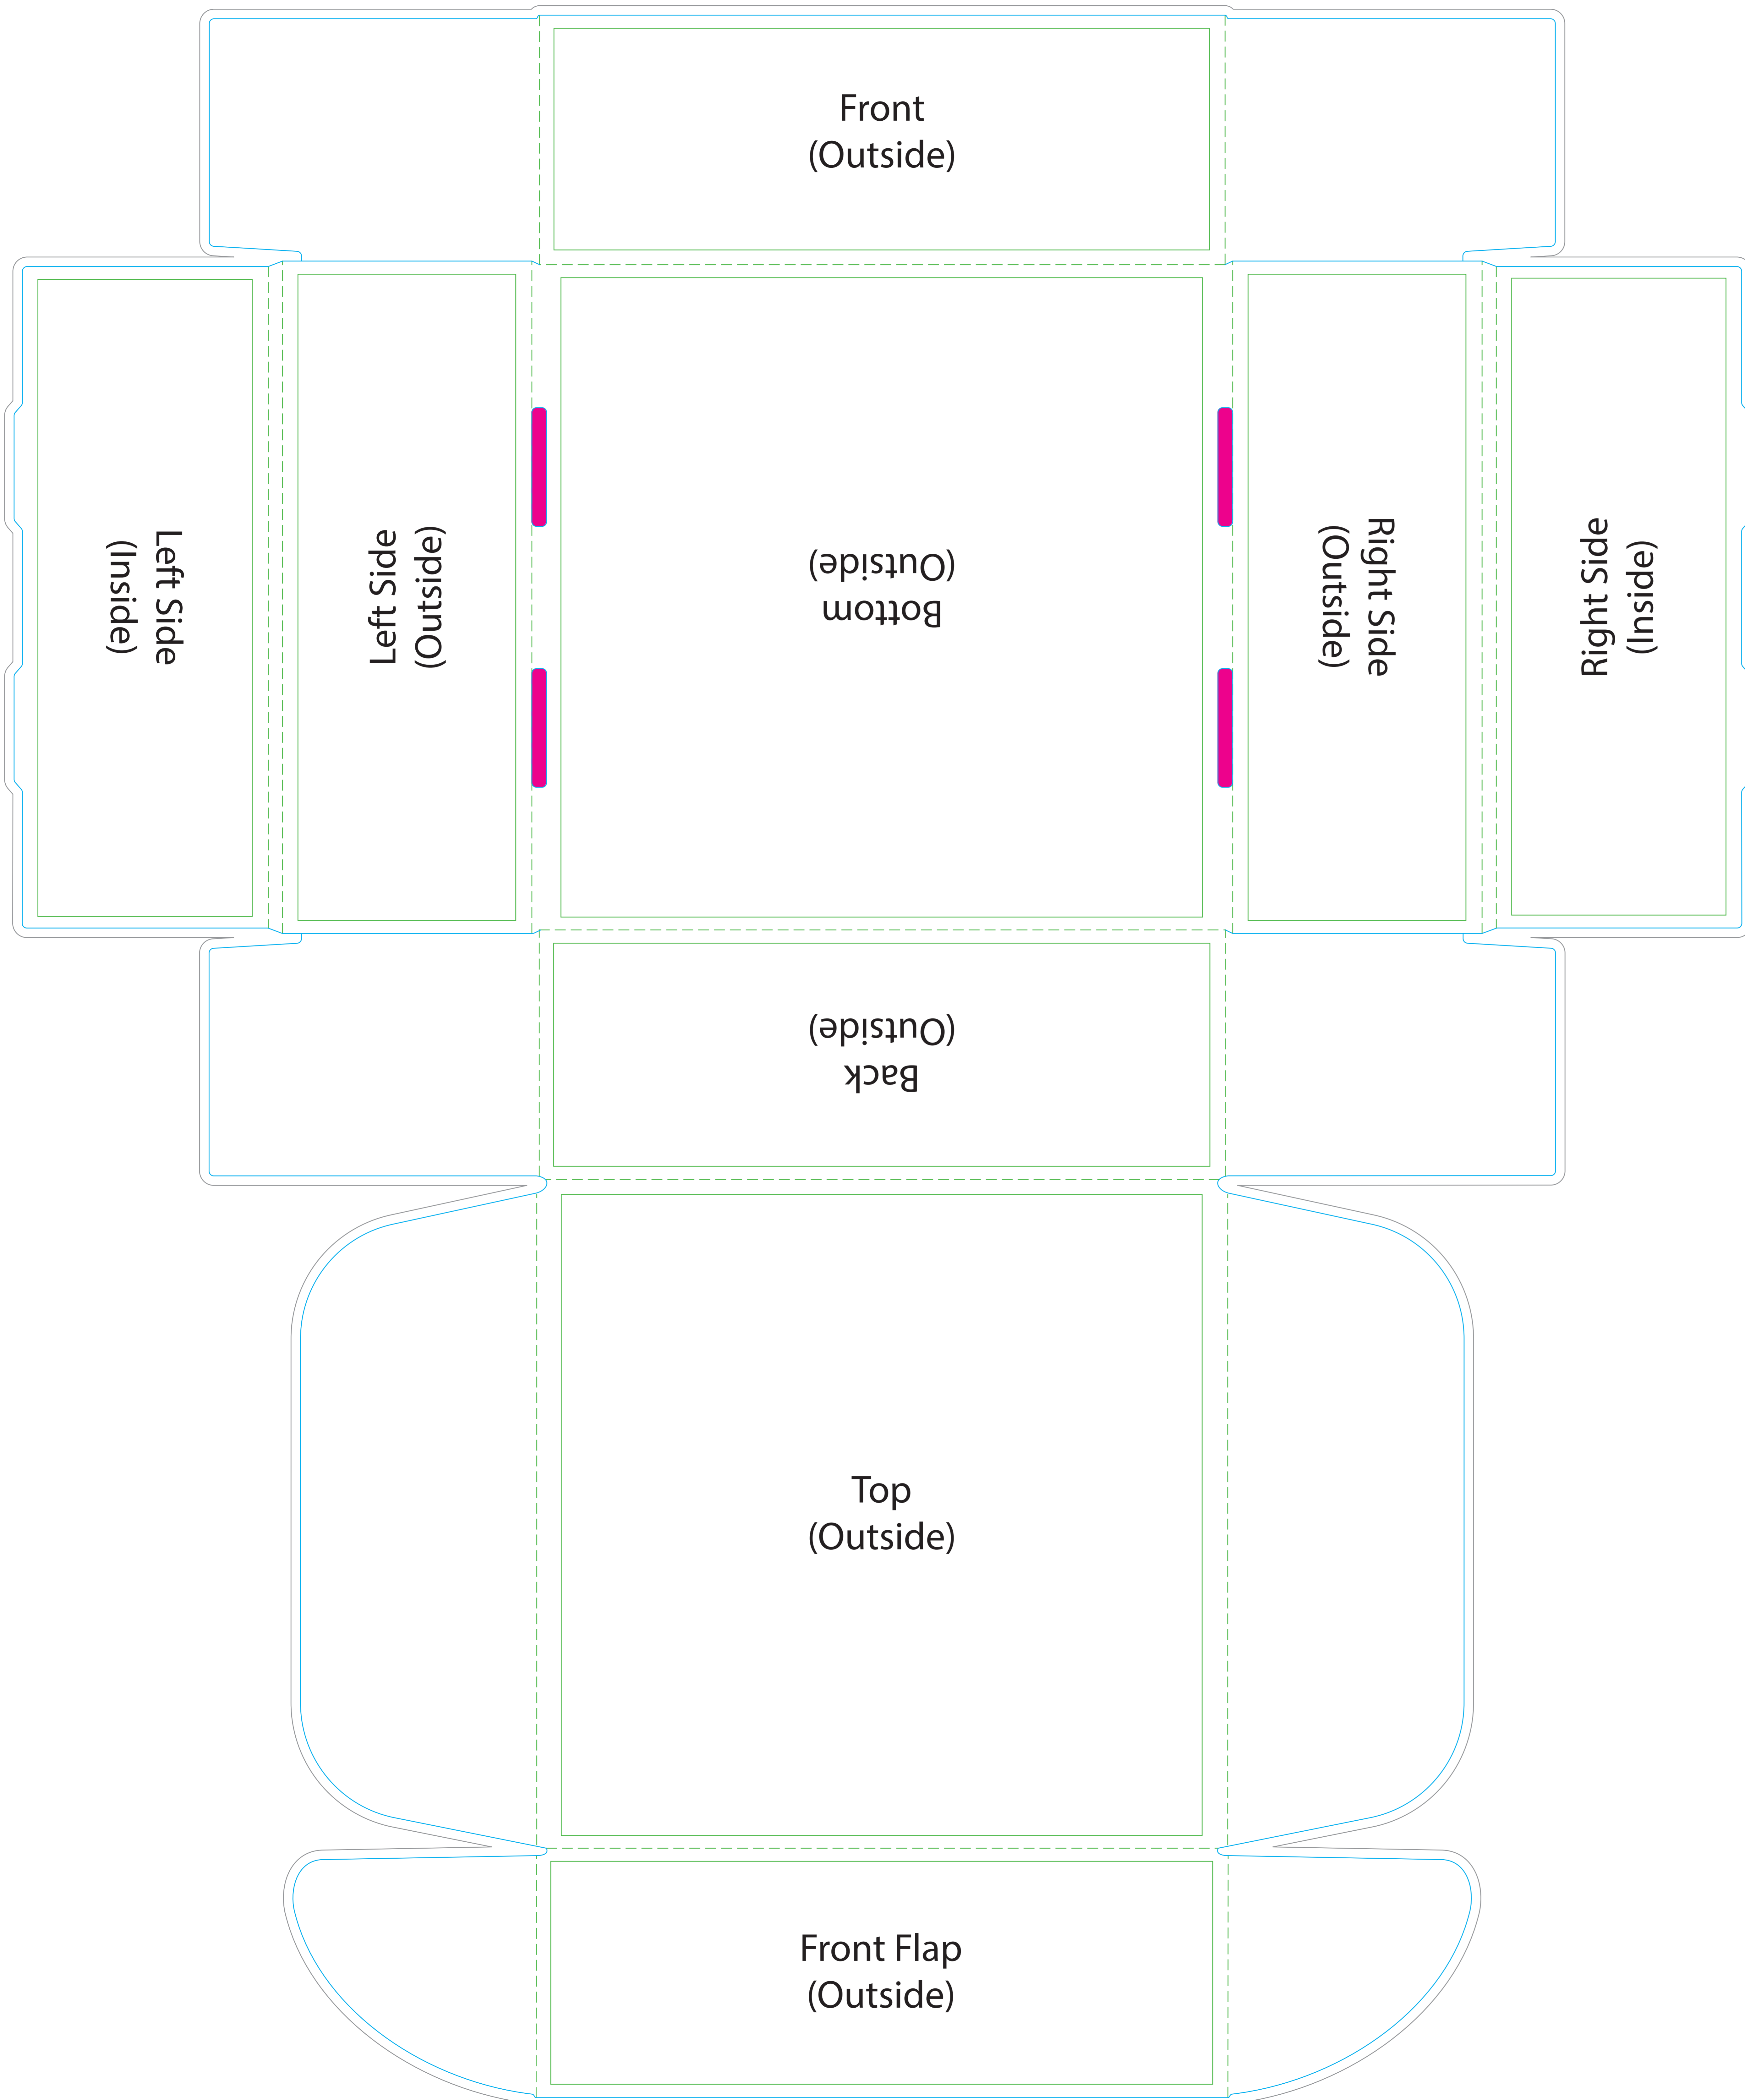 Front
(Outside)
Left Side
(Inside)
Left Side
(Outside)
Bottom
(Outside)
Right Side
(Outside)
Right Side
(Inside)
Back
(Outside)
Top
(Outside)
Front Flap
(Outside)